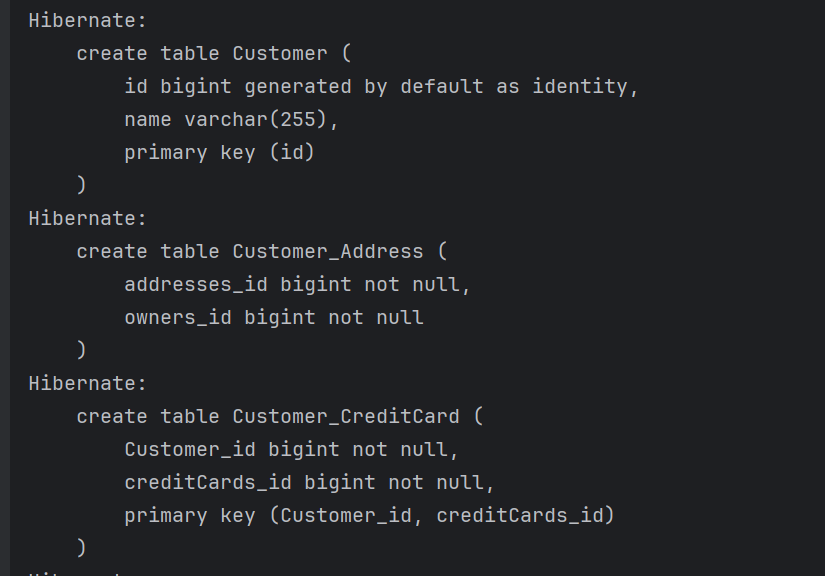 Hibernate:
create table Customer (
id bigint generated by default as identity,
name varchar(255),
primary key (id)
)
Hibernate:
create table Customer_Address (
addresses_id bigint not null,
owners_id bigint not null
)
Hibernate:
create table Customer_CreditCard (
Customer_id bigint not null,
creditCards_id bigint not null,
primary key (Customer_id, creditCards_id)
)